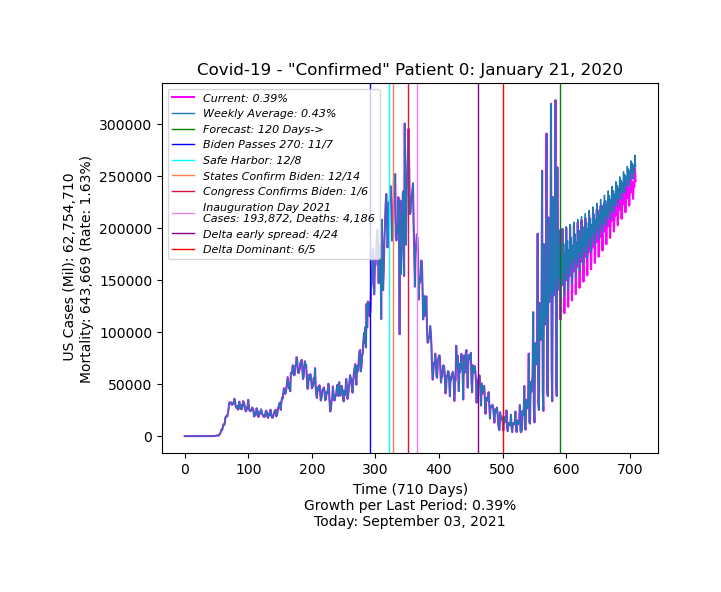 Covid-19 - "Confirmed" Patient 0: January 21, 2020
Current: 0.39%
Weekly Average: 0.43%
Forecast: 120 Days->
Biden Passes 270: 11/7
Safe Harbor: 12/8
States Confirm Biden: 12/14
Congress Confirms Biden: 1/6
Inauguration Day 2021
Cases: 193,872, Deaths: 4,186
Delta early spread: 4/24
Delta Dominant: 6/5
US Cases (Mil): 62,754,710
Mortality: 643,669 (Rate: 1.63%)
300000
250000
200000
150000
100000
50000
0
0 100 200 300 400 500 600 700
Time (710 Days)
Growth per Last Period: 0.39%
Today: September 03, 2021